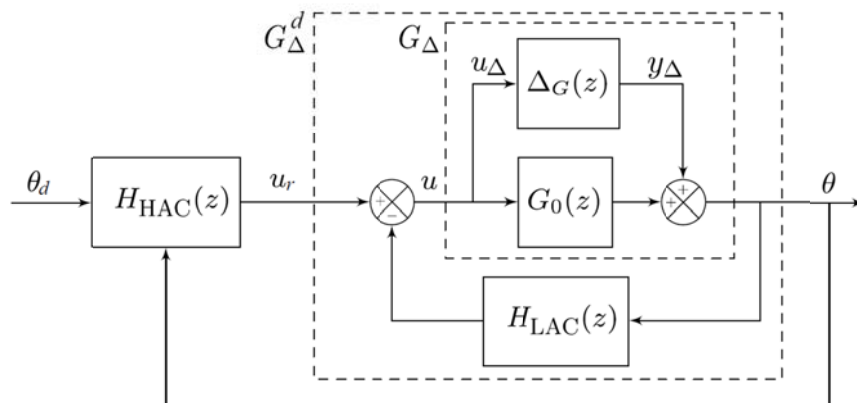 G_Δ^d
G_Δ
u_Δ
Δ_G(z)
y_Δ
θ_d
H_HAC(z)
u_r
+
−
u
G_0(z)
+
+
θ
H_LAC(z)